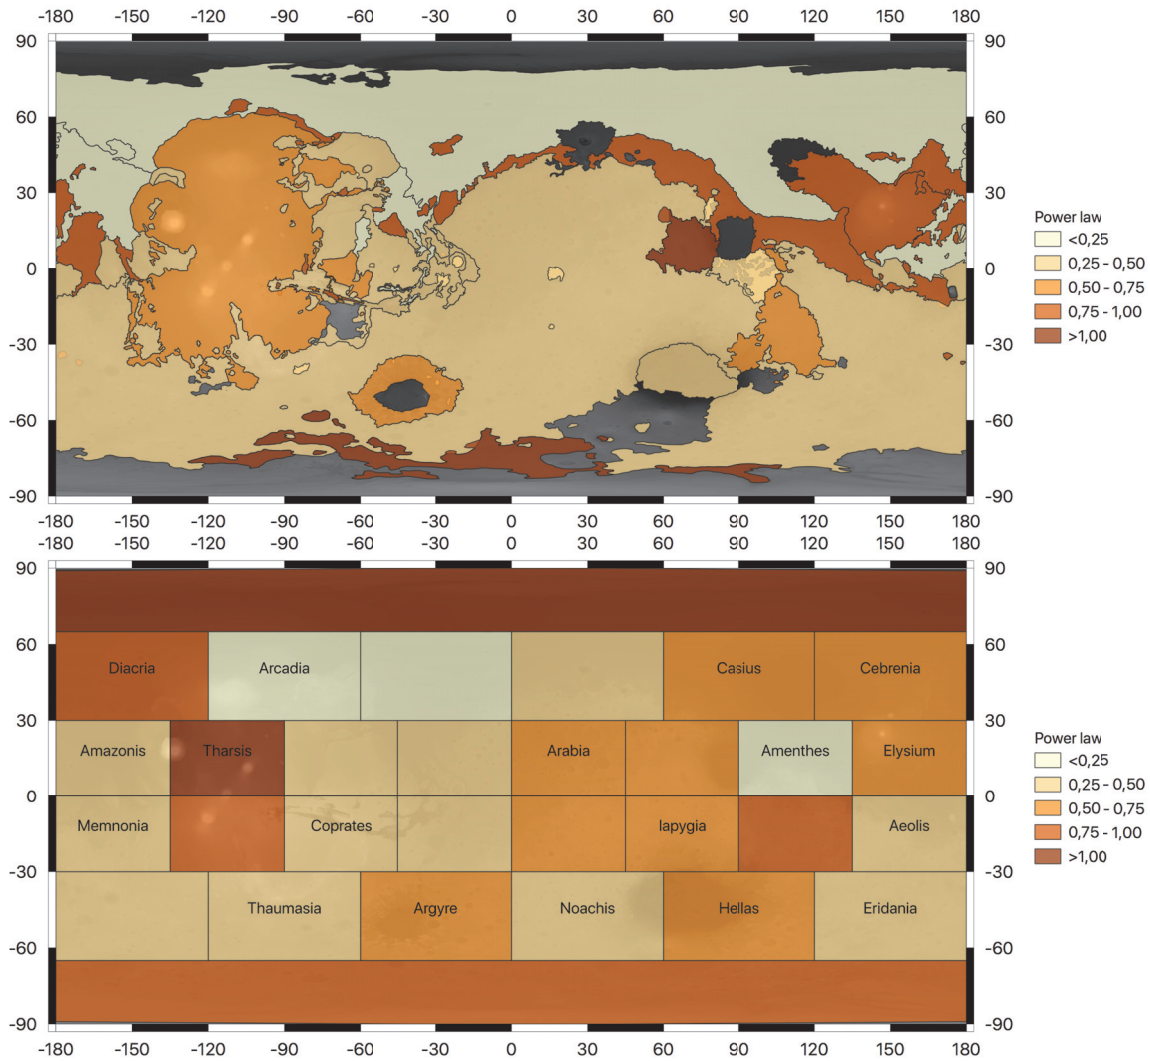 -180 -150 -120 -90 -60 -30 0 30 60 90 120 150 180
90 90
60 60
30 30
0 0
-30 -30
-60 -60
-90 -90
Power law
<0,25
0,25 - 0,50
0,50 - 0,75
0,75 - 1,00
>1,00
-180 -150 -120 -90 -60 -30 0 30 60 90 120 150 180
-180 -150 -120 -90 -60 -30 0 30 60 90 120 150 180
90 90
60 60
Diacria Arcadia Casius Cebrenia
30 30
Amazonis Tharsis Arabia Amenthes Elysium
0 0
Memnonia Coprates Iapygia Aeolis
-30 -30
Thaumasia Argyre Noachis Hellas Eridania
-60 -60
-90 -90
Power law
<0,25
0,25 - 0,50
0,50 - 0,75
0,75 - 1,00
>1,00
-180 -150 -120 -90 -60 -30 0 30 60 90 120 150 180